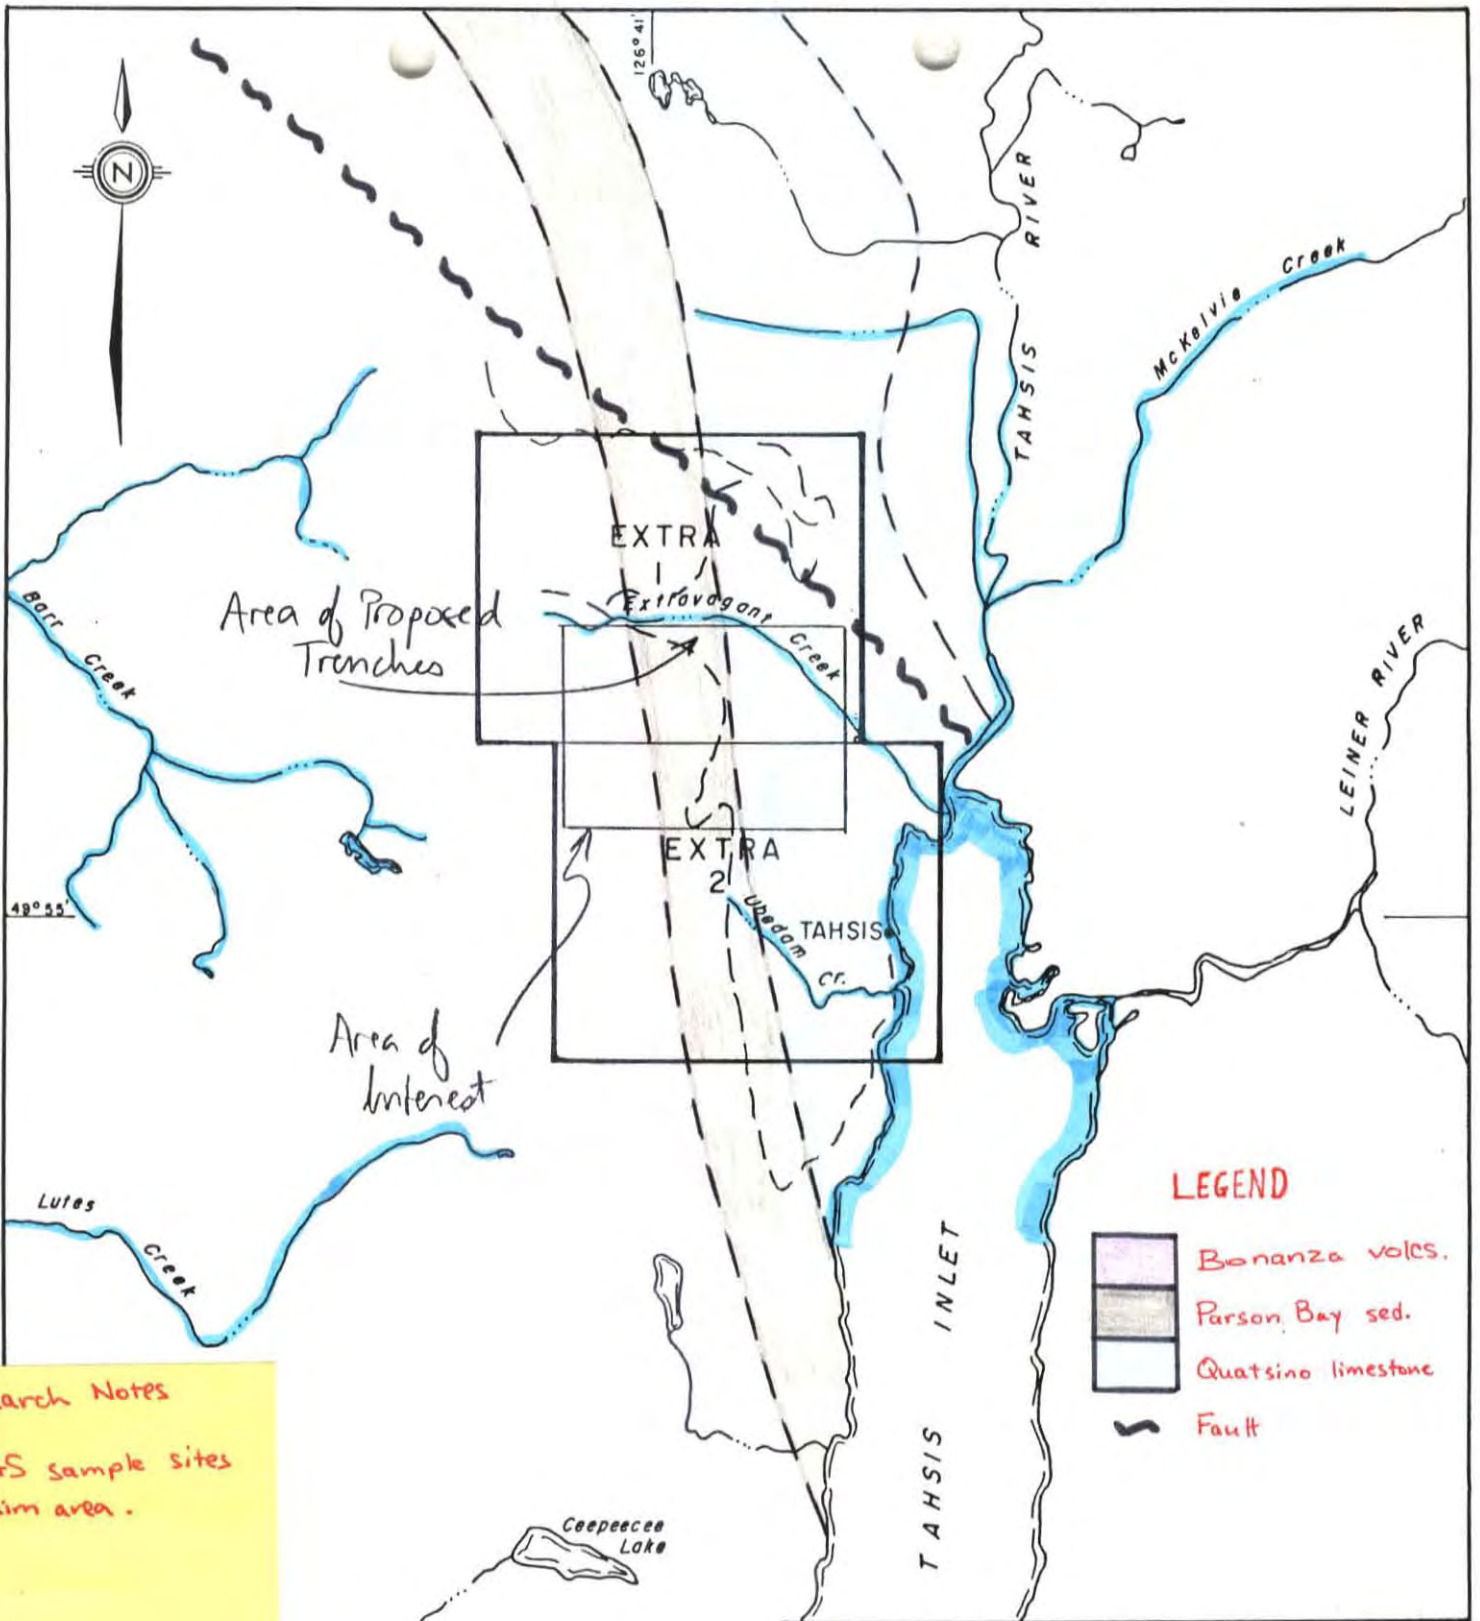 126° 41'
N
TAHSIS RIVER
McKelvie Creek
EXTRA
1
Extravagant Creek
Area of Proposed
Trenches
Barr Creek
LEINER RIVER
EXTRA
2
49° 55'
Ubedam Cr.
TAHSIS
Area of
Interest
Lutes Creek
TAHSIS INLET
LEGEND
Bonanza volcs.
Parson Bay sed.
Quatsino limestone
Fault
Notes
sample sites
area.
Ceepeecee
Lake